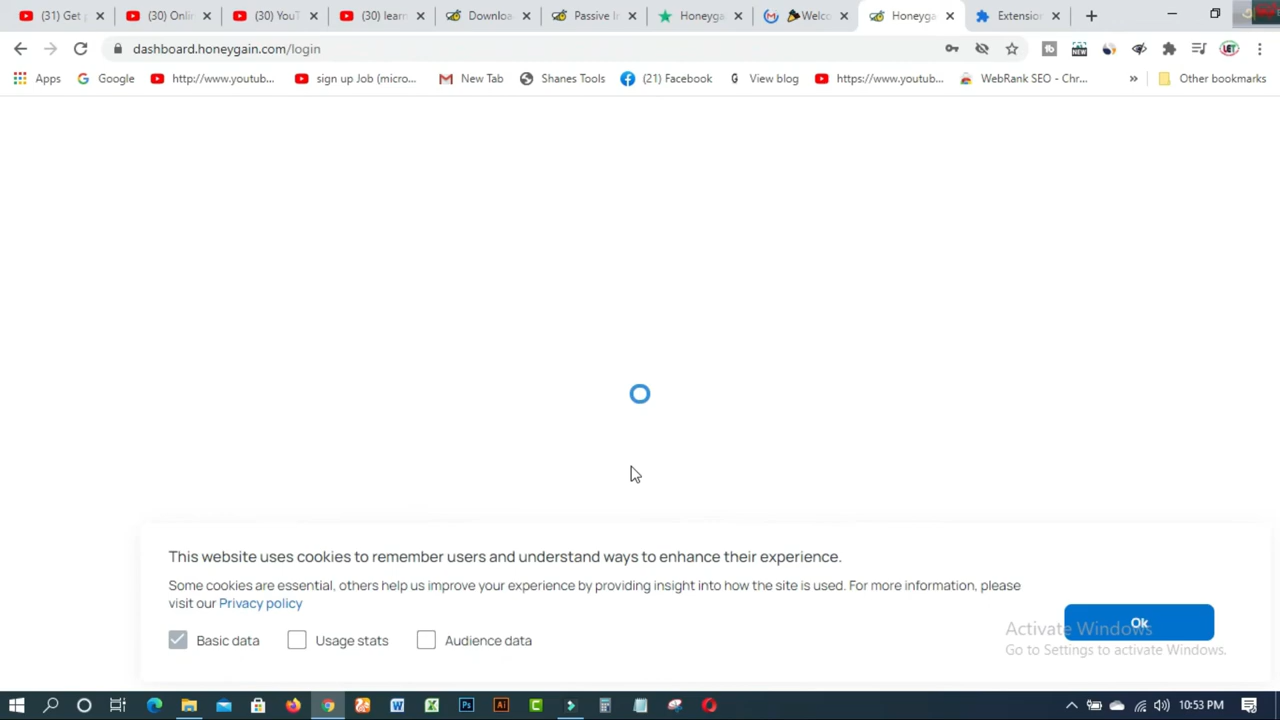 (31) Get p
(30) Onlin
(30) YouT
(30) learn
Downloa
Passive In
Honeyga
Welco
Honeyga
Extension
dashboard.honeygain.com/login
Apps
Google
http://www.youtub...
sign up Job (micro...
New Tab
Shanes Tools
(21) Facebook
View blog
https://www.youtub...
WebRank SEO - Chr...
»
Other bookmarks
This website uses cookies to remember users and understand ways to enhance their experience.
Some cookies are essential, others help us improve your experience by providing insight into how the site is used. For more information, please
visit our Privacy policy
Basic data
Usage stats
Audience data
Ok
Activate Windows
Go to Settings to activate Windows.
10:53 PM